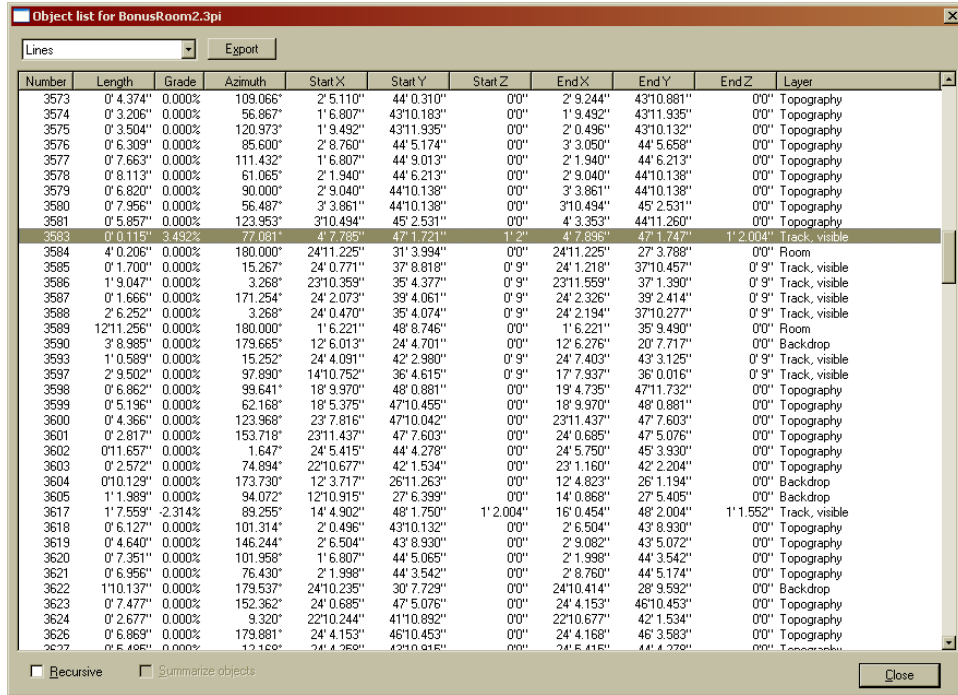 Object list for BonusRoom2.3pi
Lines Export
Number Length Grade Azimuth Start X Start Y Start Z End X End Y End Z Layer
3573 0' 4.374" 0.000% 109.066° 2' 5.110" 44' 0.310" 0'0" 2' 9.244" 43'10.881" 0'0" Topography
3574 0' 3.206" 0.000% 56.867° 1' 6.807" 43'10.183" 0'0" 1' 9.492" 43'11.935" 0'0" Topography
3575 0' 3.504" 0.000% 120.973° 1' 9.492" 43'11.935" 0'0" 2' 0.496" 43'10.132" 0'0" Topography
3576 0' 6.309" 0.000% 85.600° 2' 8.760" 44' 5.174" 0'0" 3' 3.050" 44' 5.658" 0'0" Topography
3577 0' 7.663" 0.000% 111.432° 1' 6.807" 44' 9.013" 0'0" 2' 1.940" 44' 6.213" 0'0" Topography
3578 0' 8.113" 0.000% 61.065° 2' 1.940" 44' 6.213" 0'0" 2' 9.040" 44'10.138" 0'0" Topography
3579 0' 6.820" 0.000% 90.000° 2' 9.040" 44'10.138" 0'0" 3' 3.861" 44'10.138" 0'0" Topography
3580 0' 7.956" 0.000% 56.487° 3' 3.861" 44'10.138" 0'0" 3'10.494" 45' 2.531" 0'0" Topography
3581 0' 5.857" 0.000% 123.953° 3'10.494" 45' 2.531" 0'0" 4' 3.353" 44'11.260" 0'0" Topography
3583 0' 0.115" 3.492% 77.081° 4' 7.785" 47' 1.721" 1' 2" 4' 7.896" 47' 1.747" 1' 2.004" Track, visible
3584 4' 0.206" 0.000% 180.000° 24'11.225" 31' 3.994" 0'0" 24'11.225" 27' 3.788" 0'0" Room
3585 0' 1.700" 0.000% 15.267° 24' 0.771" 37' 8.818" 0' 9" 24' 1.218" 37'10.457" 0' 9" Track, visible
3586 1' 9.047" 0.000% 3.268° 23'10.359" 35' 4.377" 0' 9" 23'11.559" 37' 1.390" 0' 9" Track, visible
3587 0' 1.666" 0.000% 171.254° 24' 2.073" 39' 4.061" 0' 9" 24' 2.326" 39' 2.414" 0' 9" Track, visible
3588 2' 6.252" 0.000% 3.268° 24' 0.470" 35' 4.074" 0' 9" 24' 2.194" 37'10.277" 0' 9" Track, visible
3589 12'11.256" 0.000% 180.000° 1' 6.221" 48' 8.746" 0'0" 1' 6.221" 35' 9.490" 0'0" Room
3590 3' 8.985" 0.000% 179.665° 12' 6.013" 24' 4.701" 0'0" 12' 6.276" 20' 7.717" 0'0" Backdrop
3593 1' 0.589" 0.000% 15.252° 24' 4.091" 42' 2.980" 0' 9" 24' 7.403" 43' 3.125" 0' 9" Track, visible
3597 2' 9.502" 0.000% 97.890° 14'10.752" 36' 4.615" 0' 9" 17' 7.937" 36' 0.016" 0' 9" Track, visible
3598 0' 6.862" 0.000% 99.641° 18' 9.970" 48' 0.881" 0'0" 19' 4.735" 47'11.732" 0'0" Topography
3599 0' 5.196" 0.000% 62.168° 18' 5.375" 47'10.455" 0'0" 18' 9.970" 48' 0.881" 0'0" Topography
3600 0' 4.366" 0.000% 123.968° 23' 7.816" 47'10.042" 0'0" 23'11.437" 47' 7.603" 0'0" Topography
3601 0' 2.817" 0.000% 153.718° 23'11.437" 47' 7.603" 0'0" 24' 0.685" 47' 5.076" 0'0" Topography
3602 0'11.657" 0.000% 1.647° 24' 5.415" 44' 4.278" 0'0" 24' 5.750" 45' 3.930" 0'0" Topography
3603 0' 2.572" 0.000% 74.894° 22'10.677" 42' 1.534" 0'0" 23' 1.160" 42' 2.204" 0'0" Topography
3604 0'10.129" 0.000% 173.730° 12' 3.717" 26'11.263" 0'0" 12' 4.823" 26' 1.194" 0'0" Backdrop
3605 1' 1.989" 0.000% 94.072° 12'10.915" 27' 6.399" 0'0" 14' 0.868" 27' 5.405" 0'0" Backdrop
3617 1' 7.559" -2.314% 89.255° 14' 4.902" 48' 1.750" 1' 2.004" 16' 0.454" 48' 2.004" 1' 1.552" Track, visible
3618 0' 6.127" 0.000% 101.314° 2' 0.496" 43'10.132" 0'0" 2' 6.504" 43' 8.930" 0'0" Topography
3619 0' 4.640" 0.000% 146.244° 2' 6.504" 43' 8.930" 0'0" 2' 9.082" 43' 5.072" 0'0" Topography
3620 0' 7.351" 0.000% 101.958° 1' 6.807" 44' 5.065" 0'0" 2' 1.998" 44' 3.542" 0'0" Topography
3621 0' 6.956" 0.000% 76.430° 2' 1.998" 44' 3.542" 0'0" 2' 8.760" 44' 5.174" 0'0" Topography
3622 1'10.137" 0.000% 179.537° 24'10.235" 30' 7.729" 0'0" 24'10.414" 28' 9.592" 0'0" Backdrop
3623 0' 7.477" 0.000% 152.362° 24' 0.685" 47' 5.076" 0'0" 24' 4.153" 46'10.453" 0'0" Topography
3624 0' 2.677" 0.000% 9.320° 22'10.244" 41'10.892" 0'0" 22'10.677" 42' 1.534" 0'0" Topography
3626 0' 6.869" 0.000% 179.881° 24' 4.153" 46'10.453" 0'0" 24' 4.168" 46' 3.583" 0'0" Topography
3627 0' 5.485" 0.000% 12.168° 24' 4.259" 43'10.915" 0'0" 24' 5.415" 44' 4.278" 0'0" Topography
Recursive Summarize objects Close